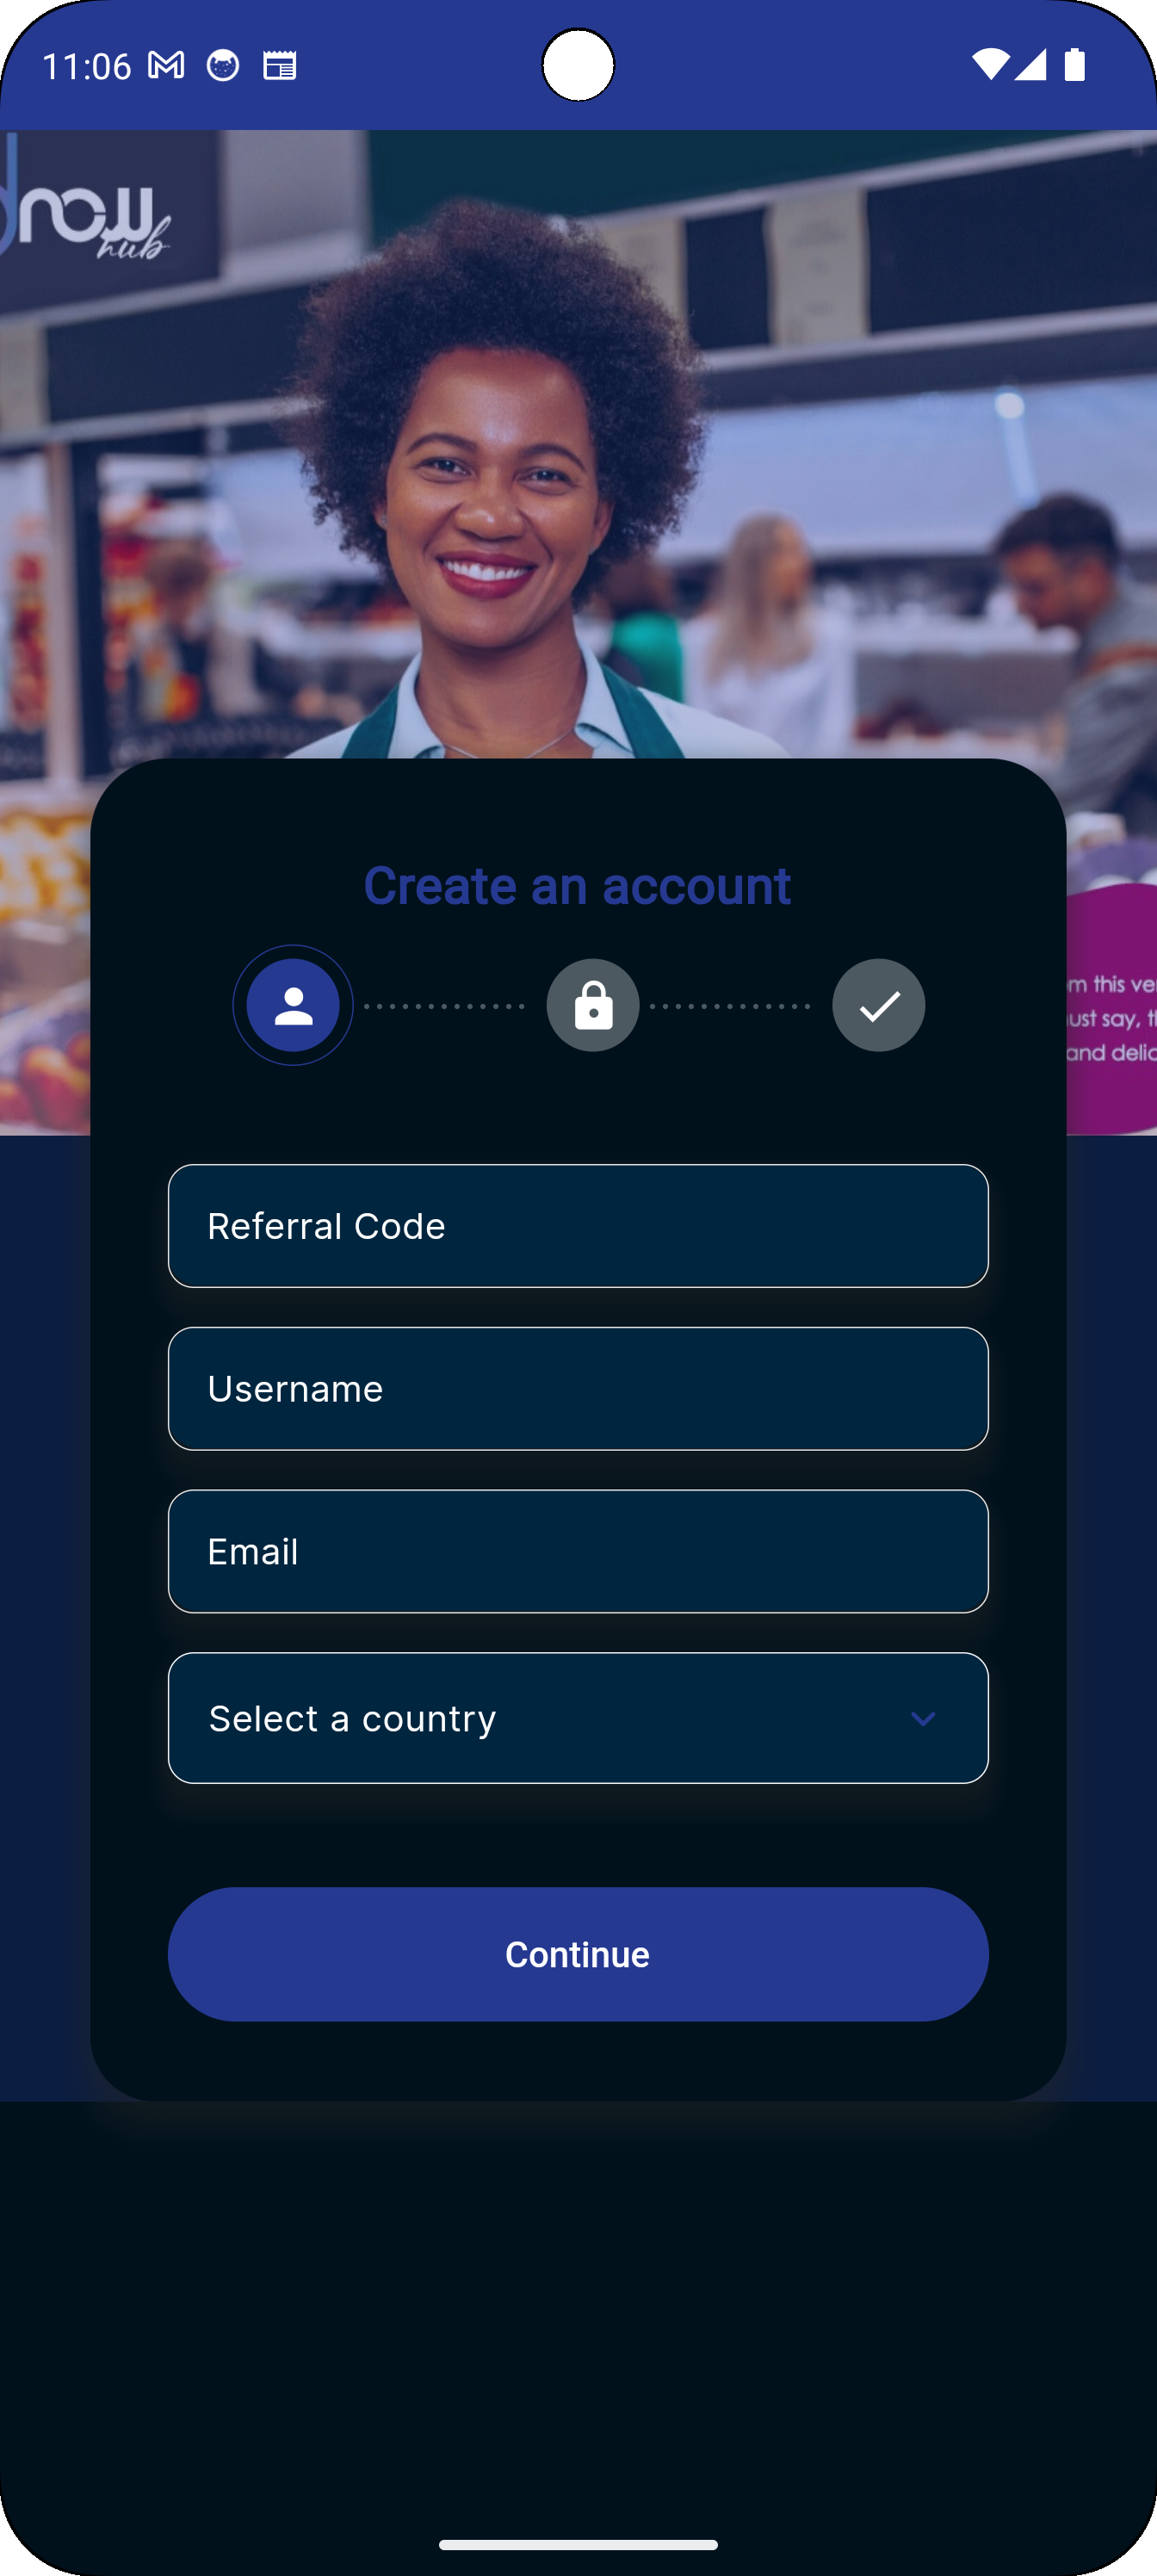 11:06
now
hub
Create an account
m this ve
ust say, t
and delic
Referral Code
Username
Email
Select a country
Continue